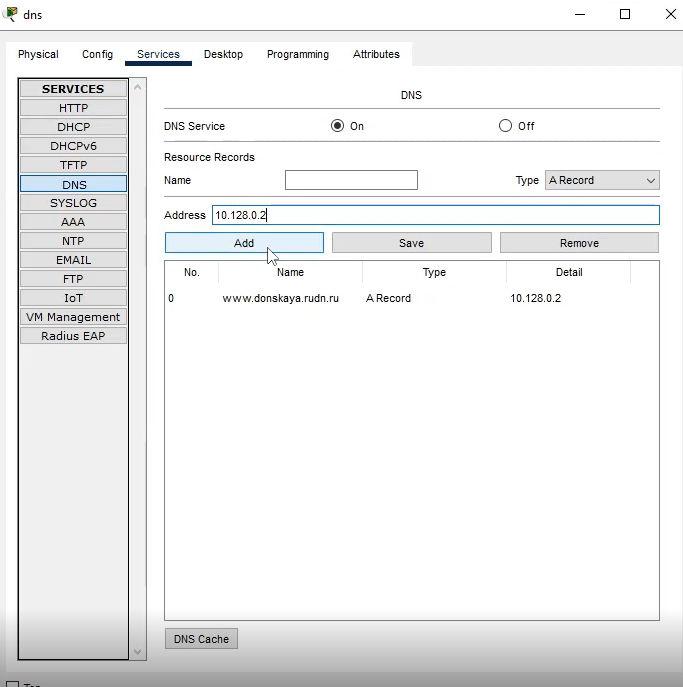 dns
Physical Config Services Desktop Programming Attributes
SERVICES
HTTP
DHCP
DHCPv6
TFTP
DNS
SYSLOG
AAA
NTP
EMAIL
FTP
IoT
VM Management
Radius EAP
DNS
DNS Service On Off
Resource Records
Name Type A Record
Address 10.128.0.2
Add Save Remove
No. Name Type Detail
0 www.donskaya.rudn.ru A Record 10.128.0.2
DNS Cache